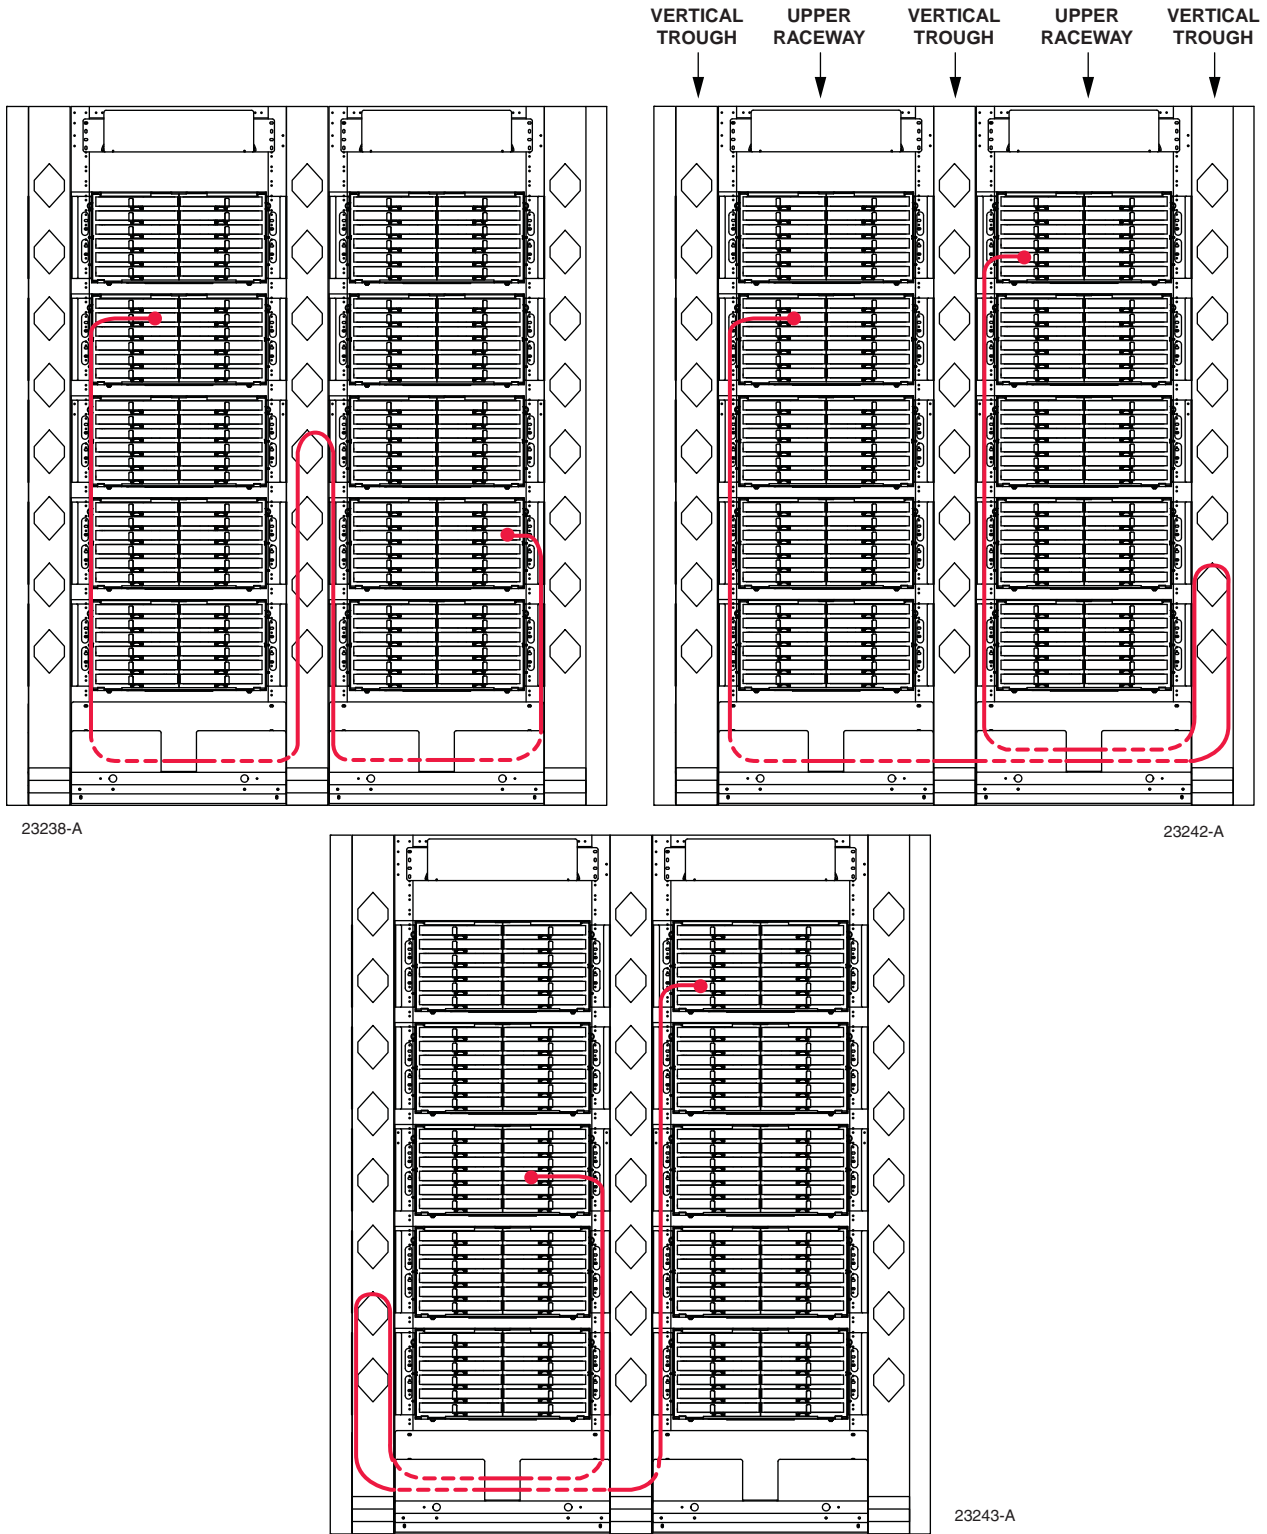 VERTICAL TROUGH
UPPER RACEWAY
VERTICAL TROUGH
UPPER RACEWAY
VERTICAL TROUGH
23238-A
23242-A
23243-A